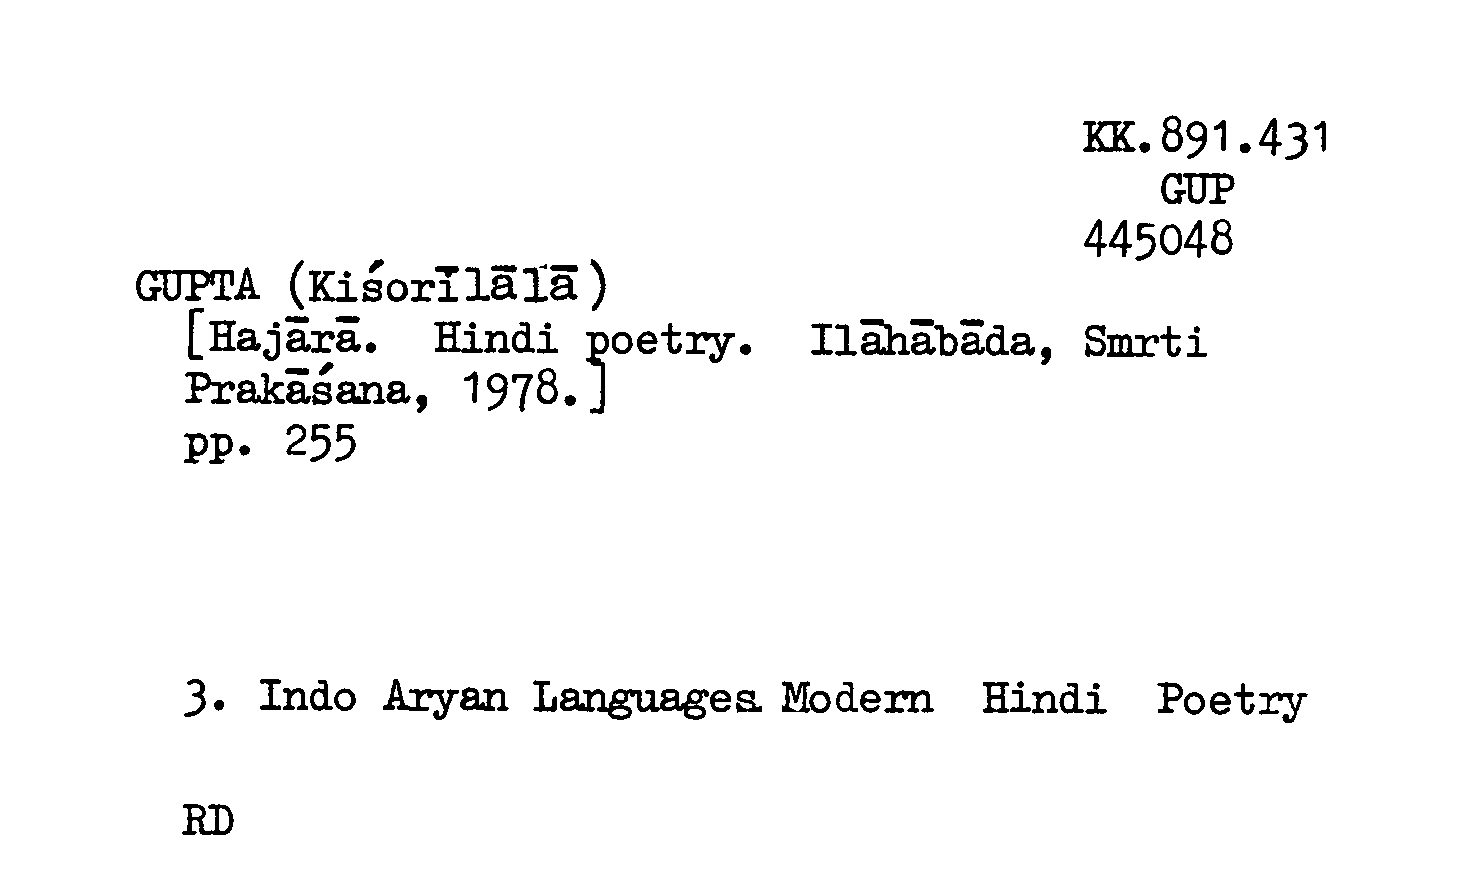 KK.891.431
GUP
445048
GUPTA (Kiśorīlālā)
[Hajārā. Hindi poetry. Ilāhābāda, Smrti
Prakāśana, 1978.]
pp. 255
3. Indo Aryan Languages Modern Hindi Poetry
RD